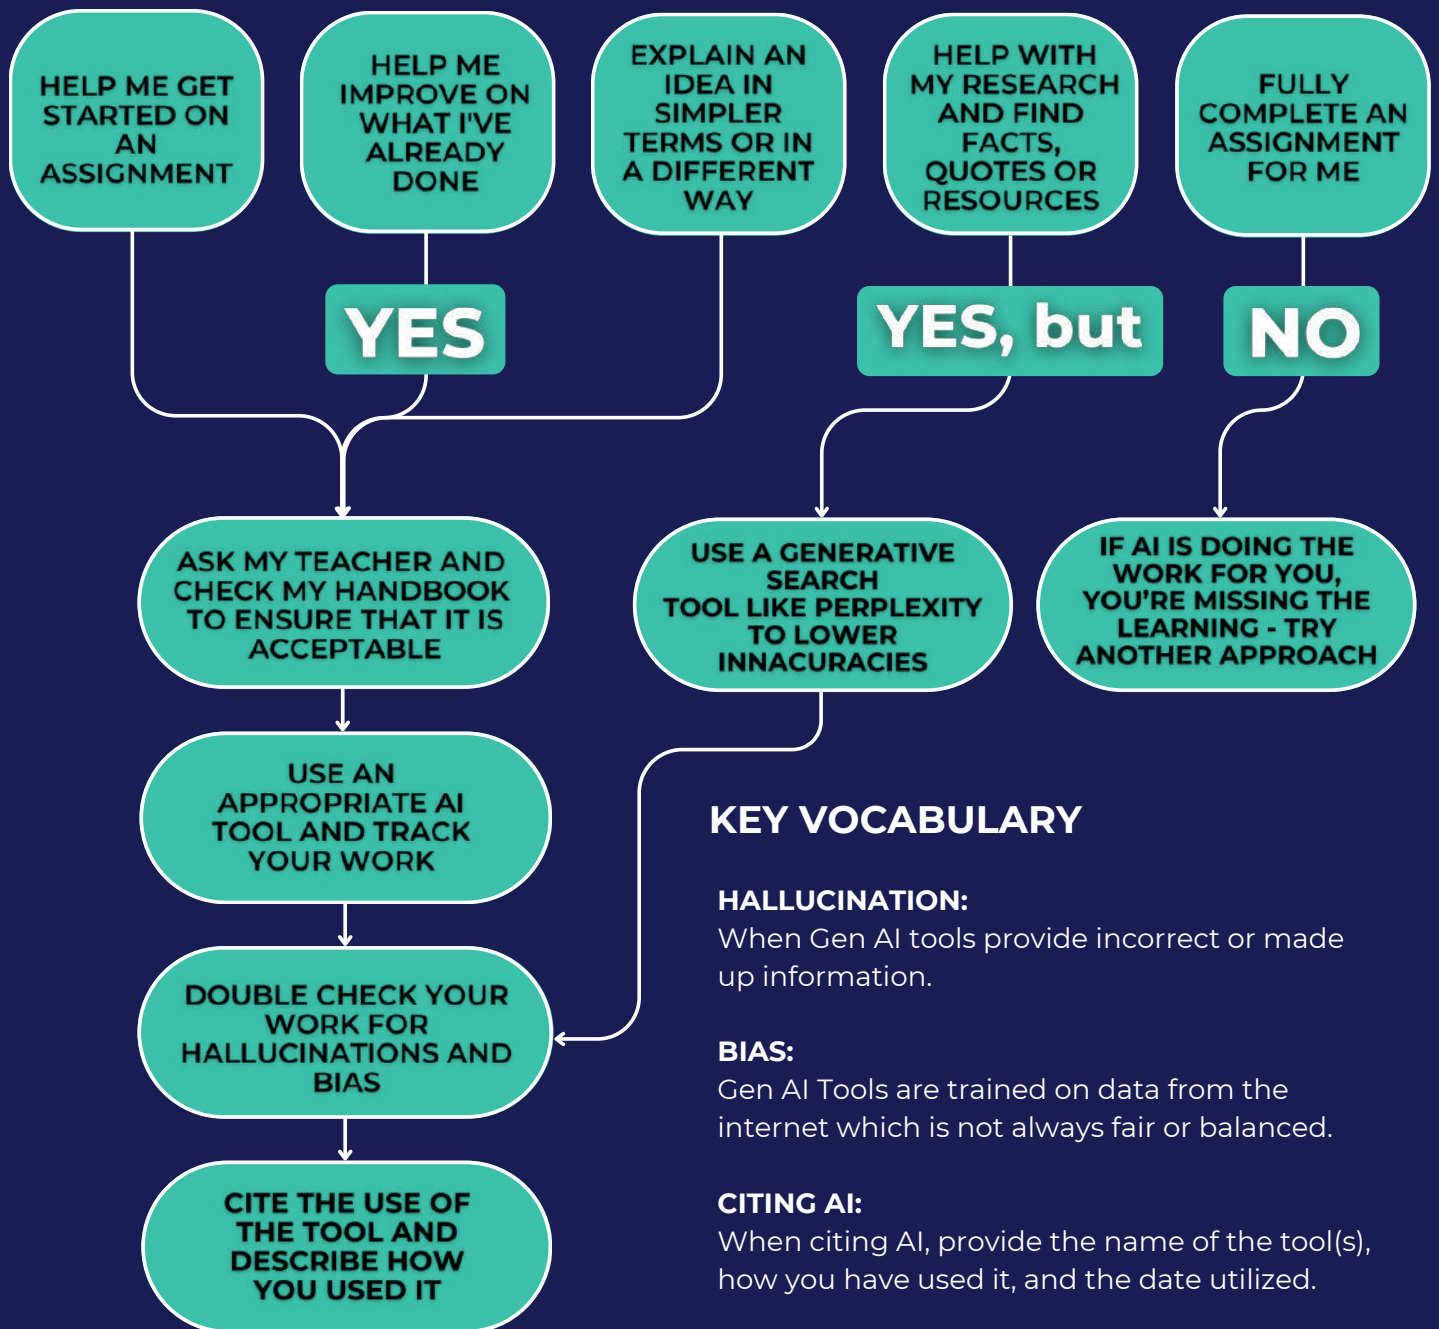 HELP ME GET
STARTED ON
AN
ASSIGNMENT
HELP ME
IMPROVE ON
WHAT I'VE
ALREADY
DONE
EXPLAIN AN
IDEA IN
SIMPLER
TERMS OR IN
A DIFFERENT
WAY
HELP WITH
MY RESEARCH
AND FIND
FACTS,
QUOTES OR
RESOURCES
FULLY
COMPLETE AN
ASSIGNMENT
FOR ME
YES
YES, but
NO
ASK MY TEACHER AND
CHECK MY HANDBOOK
TO ENSURE THAT IT IS
ACCEPTABLE
USE A GENERATIVE
SEARCH
TOOL LIKE PERPLEXITY
TO LOWER
INNACURACIES
IF AI IS DOING THE
WORK FOR YOU,
YOU’RE MISSING THE
LEARNING - TRY
ANOTHER APPROACH
USE AN
APPROPRIATE AI
TOOL AND TRACK
YOUR WORK
DOUBLE CHECK YOUR
WORK FOR
HALLUCINATIONS AND
BIAS
CITE THE USE OF
THE TOOL AND
DESCRIBE HOW
YOU USED IT
KEY VOCABULARY
HALLUCINATION:
When Gen AI tools provide incorrect or made
up information.
BIAS:
Gen AI Tools are trained on data from the
internet which is not always fair or balanced.
CITING AI:
When citing AI, provide the name of the tool(s),
how you have used it, and the date utilized.